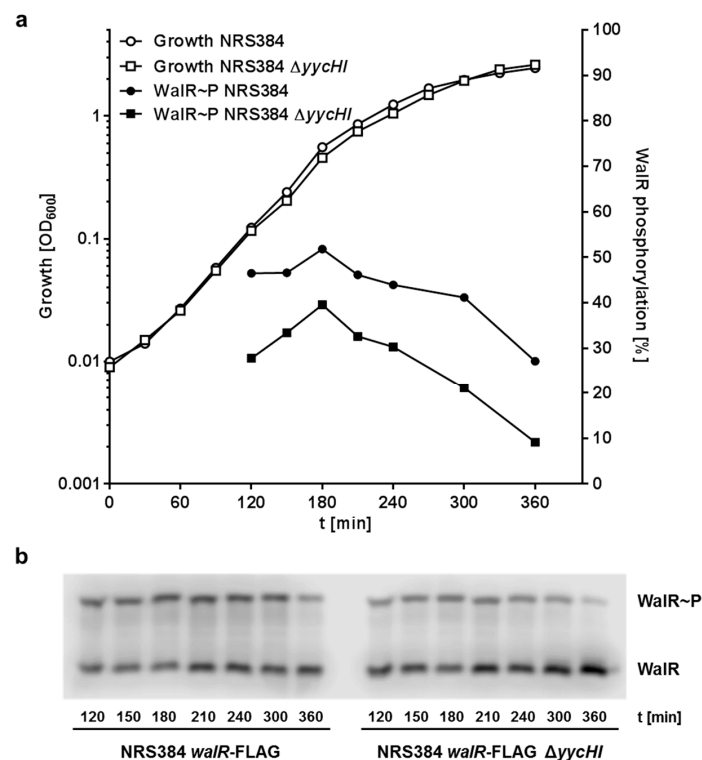 a
Growth NRS384
Growth NRS384 ΔyycHI
WalR~P NRS384
WalR~P NRS384 ΔyycHI
Growth [OD600]
1
0.1
0.01
0.001
WalR phosphorylation [%]
100
90
80
70
60
50
40
30
20
10
0
0 60 120 180 240 300 360
t [min]
b
WalR~P
WalR
120 150 180 210 240 300 360 120 150 180 210 240 300 360 t [min]
NRS384 walR-FLAG NRS384 walR-FLAG ΔyycHI